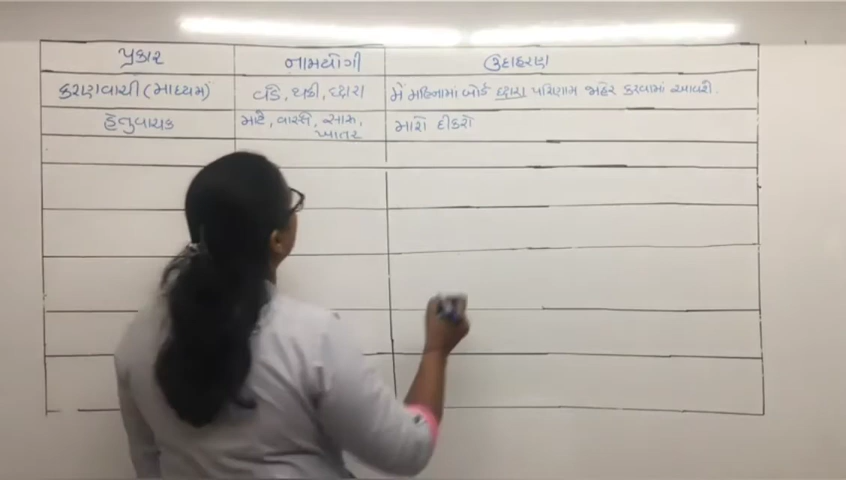 પ્રકાર નામયોગી ઉદાહરણ
કરણવાચી (માધ્યમ) વડે, થકી, દ્વારા મે મહિનામાં બોર્ડ દ્વારા પરિણામ જાહેર કરવામાં આવશે.
હેતુવાચક માટે, વાસ્તે, સારુ, મારો દીકરો
ખાતર